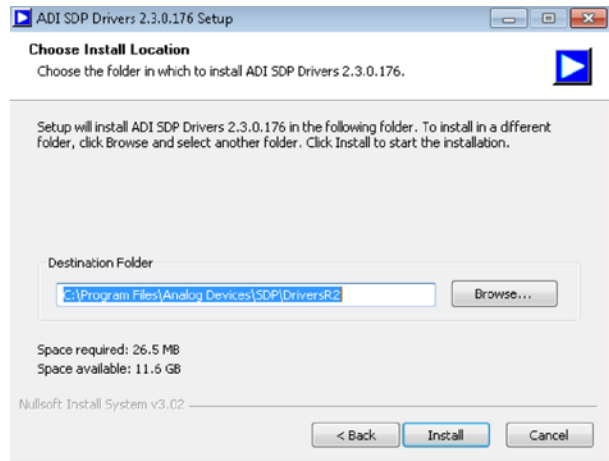 ADI SDP Drivers 2.3.0.176 Setup
Choose Install Location
Choose the folder in which to install ADI SDP Drivers 2.3.0.176.
Setup will install ADI SDP Drivers 2.3.0.176 in the following folder. To install in a different
folder, click Browse and select another folder. Click Install to start the installation.
Destination Folder
C:\Program Files\Analog Devices\SDP\DriversR2
Browse...
Space required: 26.5 MB
Space available: 11.6 GB
Nullsoft Install System v3.02
< Back Install Cancel